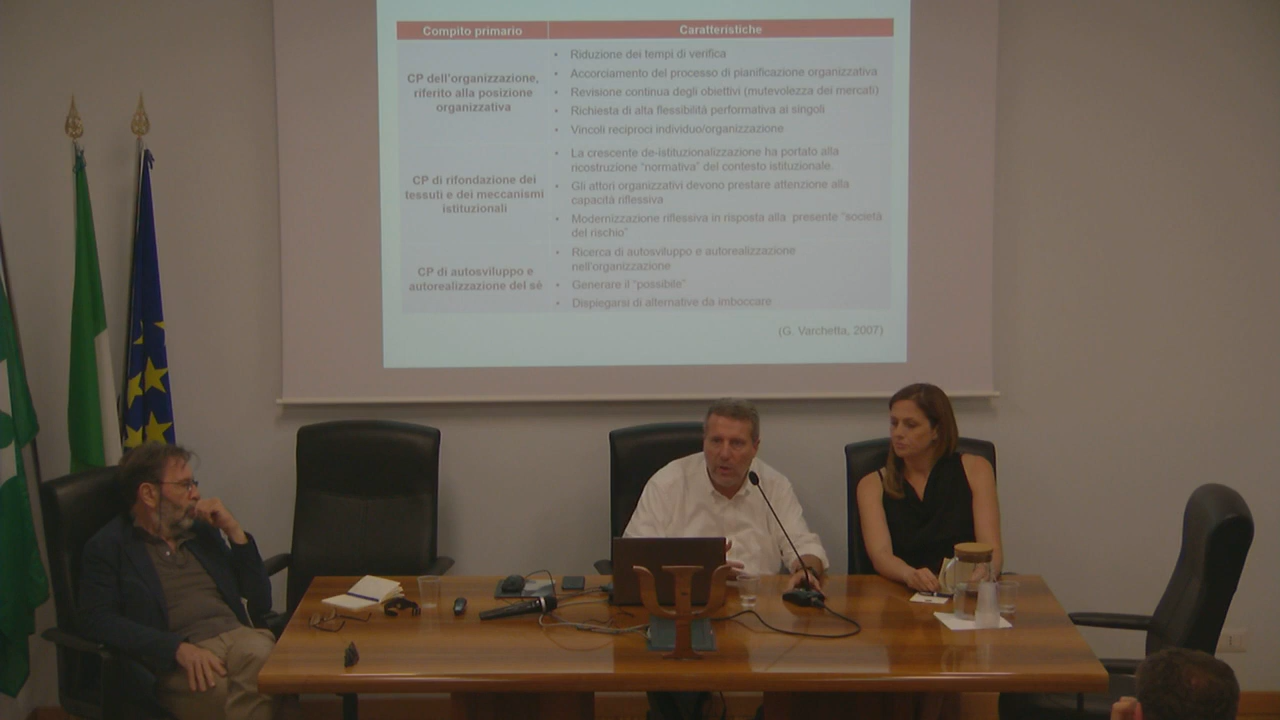 Compito primario
Caratteristiche
CP dell'organizzazione,
riferito alla posizione
organizzativa
• Riduzione dei tempi di verifica
• Accorciamento del processo di pianificazione organizzativa
• Revisione continua degli obiettivi (mutevolezza dei mercati)
• Richiesta di alta flessibilità performativa ai singoli
• Vincoli reciproci individuo/organizzazione
CP di rifondazione dei
tessuti e dei meccanismi
istituzionali
• La crescente de-istituzionalizzazione ha portato alla
ricostruzione "normativa" del contesto istituzionale.
• Gli attori organizzativi devono prestare attenzione alla
capacità riflessiva
• Modernizzazione riflessiva in risposta alla presente "società
del rischio"
CP di autosviluppo e
autorealizzazione del sè
• Ricerca di autosviluppo e autorealizzazione
nell'organizzazione
• Generare il "possibile"
• Dispiegarsi di alternative da imboccare
(G. Varchetta, 2007)